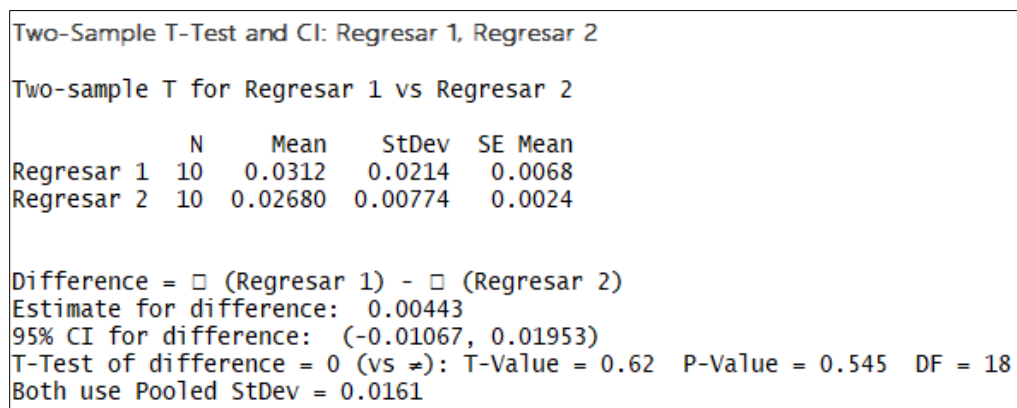 Two-Sample T-Test and CI: Regresar 1, Regresar 2
Two-sample T for Regresar 1 vs Regresar 2
N Mean StDev SE Mean
Regresar 1 10 0.0312 0.0214 0.0068
Regresar 2 10 0.02680 0.00774 0.0024
Difference = □ (Regresar 1) - □ (Regresar 2)
Estimate for difference: 0.00443
95% CI for difference: (-0.01067, 0.01953)
T-Test of difference = 0 (vs ≠): T-Value = 0.62 P-Value = 0.545 DF = 18
Both use Pooled StDev = 0.0161